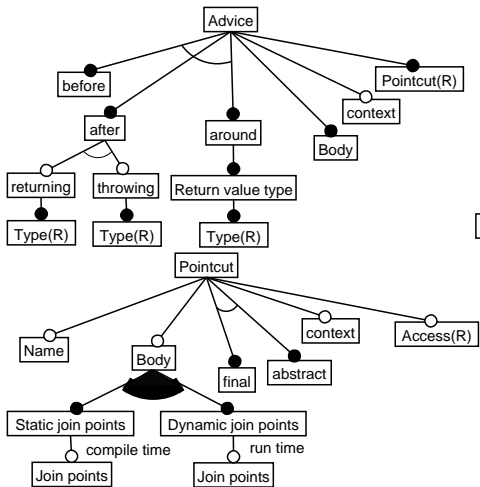 Advice
before
Pointcut(R)
context
after
around
Body
returning
throwing
Return value type
Type(R)
Type(R)
Type(R)
Pointcut
Name
Body
final
abstract
context
Access(R)
Static join points
Dynamic join points
compile time
run time
Join points
Join points